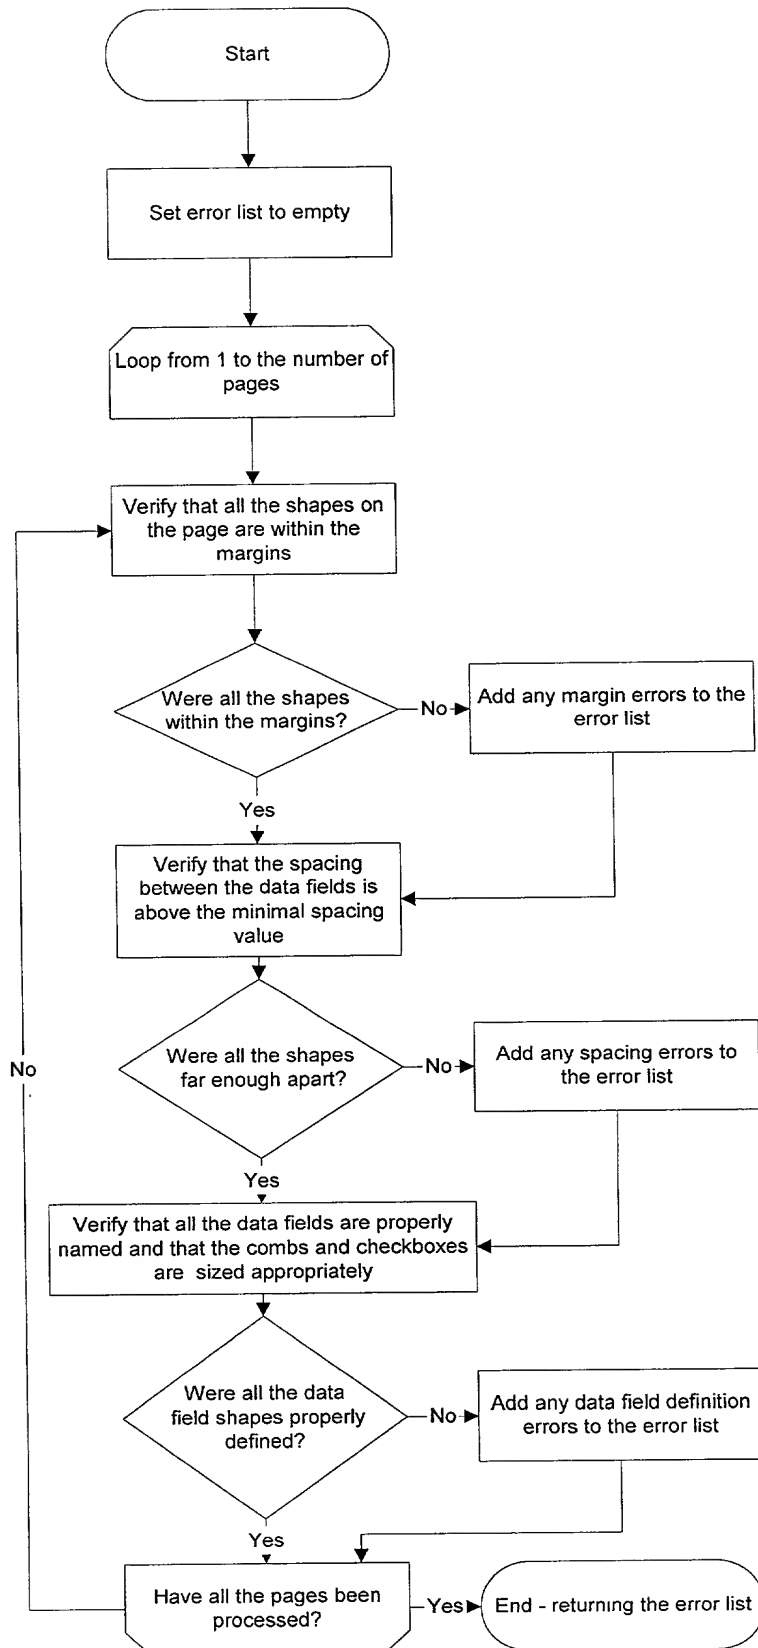 Start
Set error list to empty
Loop from 1 to the number of
pages
Verify that all the shapes on
the page are within the
margins
Were all the shapes
within the margins?
No
Add any margin errors to the
error list
Yes
Verify that the spacing
between the data fields is
above the minimal spacing
value
Were all the shapes
far enough apart?
No
Add any spacing errors to
the error list
No
Yes
Verify that all the data fields are properly
named and that the combs and checkboxes
are sized appropriately
Were all the data
field shapes properly
defined?
No
Add any data field definition
errors to the error list
Yes
Have all the pages been
processed?
Yes
End - returning the error list